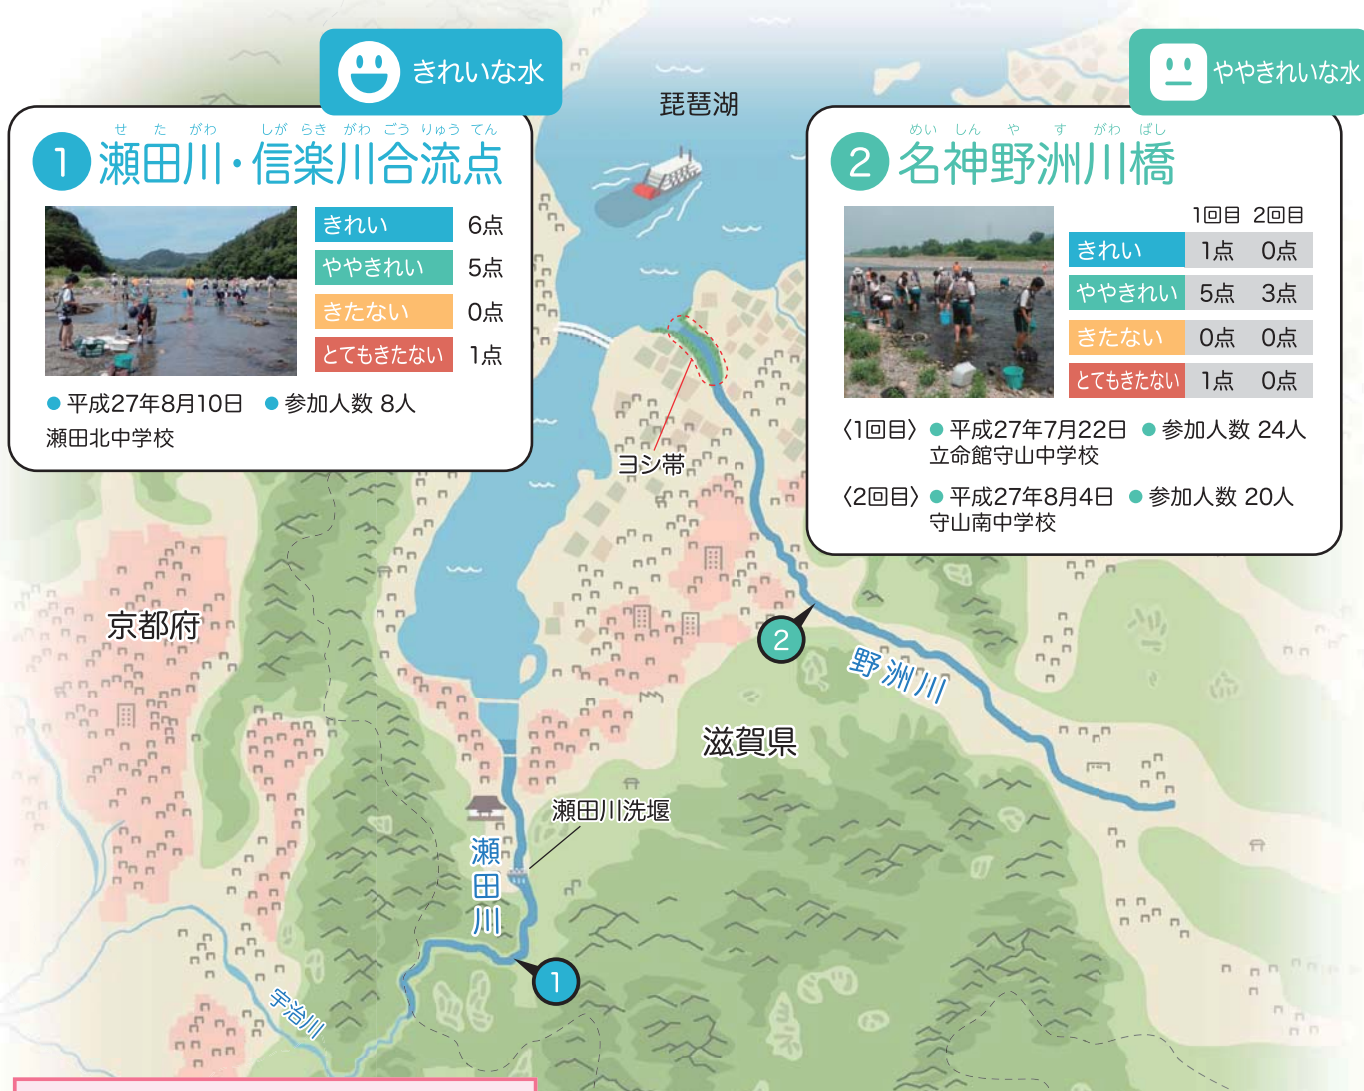 きれいな水
せ た がわ しが らき がわ ごう りゅう てん
1 瀬田川・信楽川合流点
きれい 6点
ややきれい 5点
きたない 0点
とてもきたない 1点
● 平成27年8月10日 ● 参加人数 8人
瀬田北中学校
琵琶湖
ややきれいな水
めい しん や す がわ ばし
2 名神野洲川橋
1回目 2回目
きれい 1点 0点
ややきれい 5点 3点
きたない 0点 0点
とてもきたない 1点 0点
〈1回目〉 ● 平成27年7月22日 ● 参加人数 24人
立命館守山中学校
〈2回目〉 ● 平成27年8月4日 ● 参加人数 20人
守山南中学校
ヨシ帯
京都府
2
野洲川
滋賀県
瀬田川洗堰
瀬田川
1
宇治川